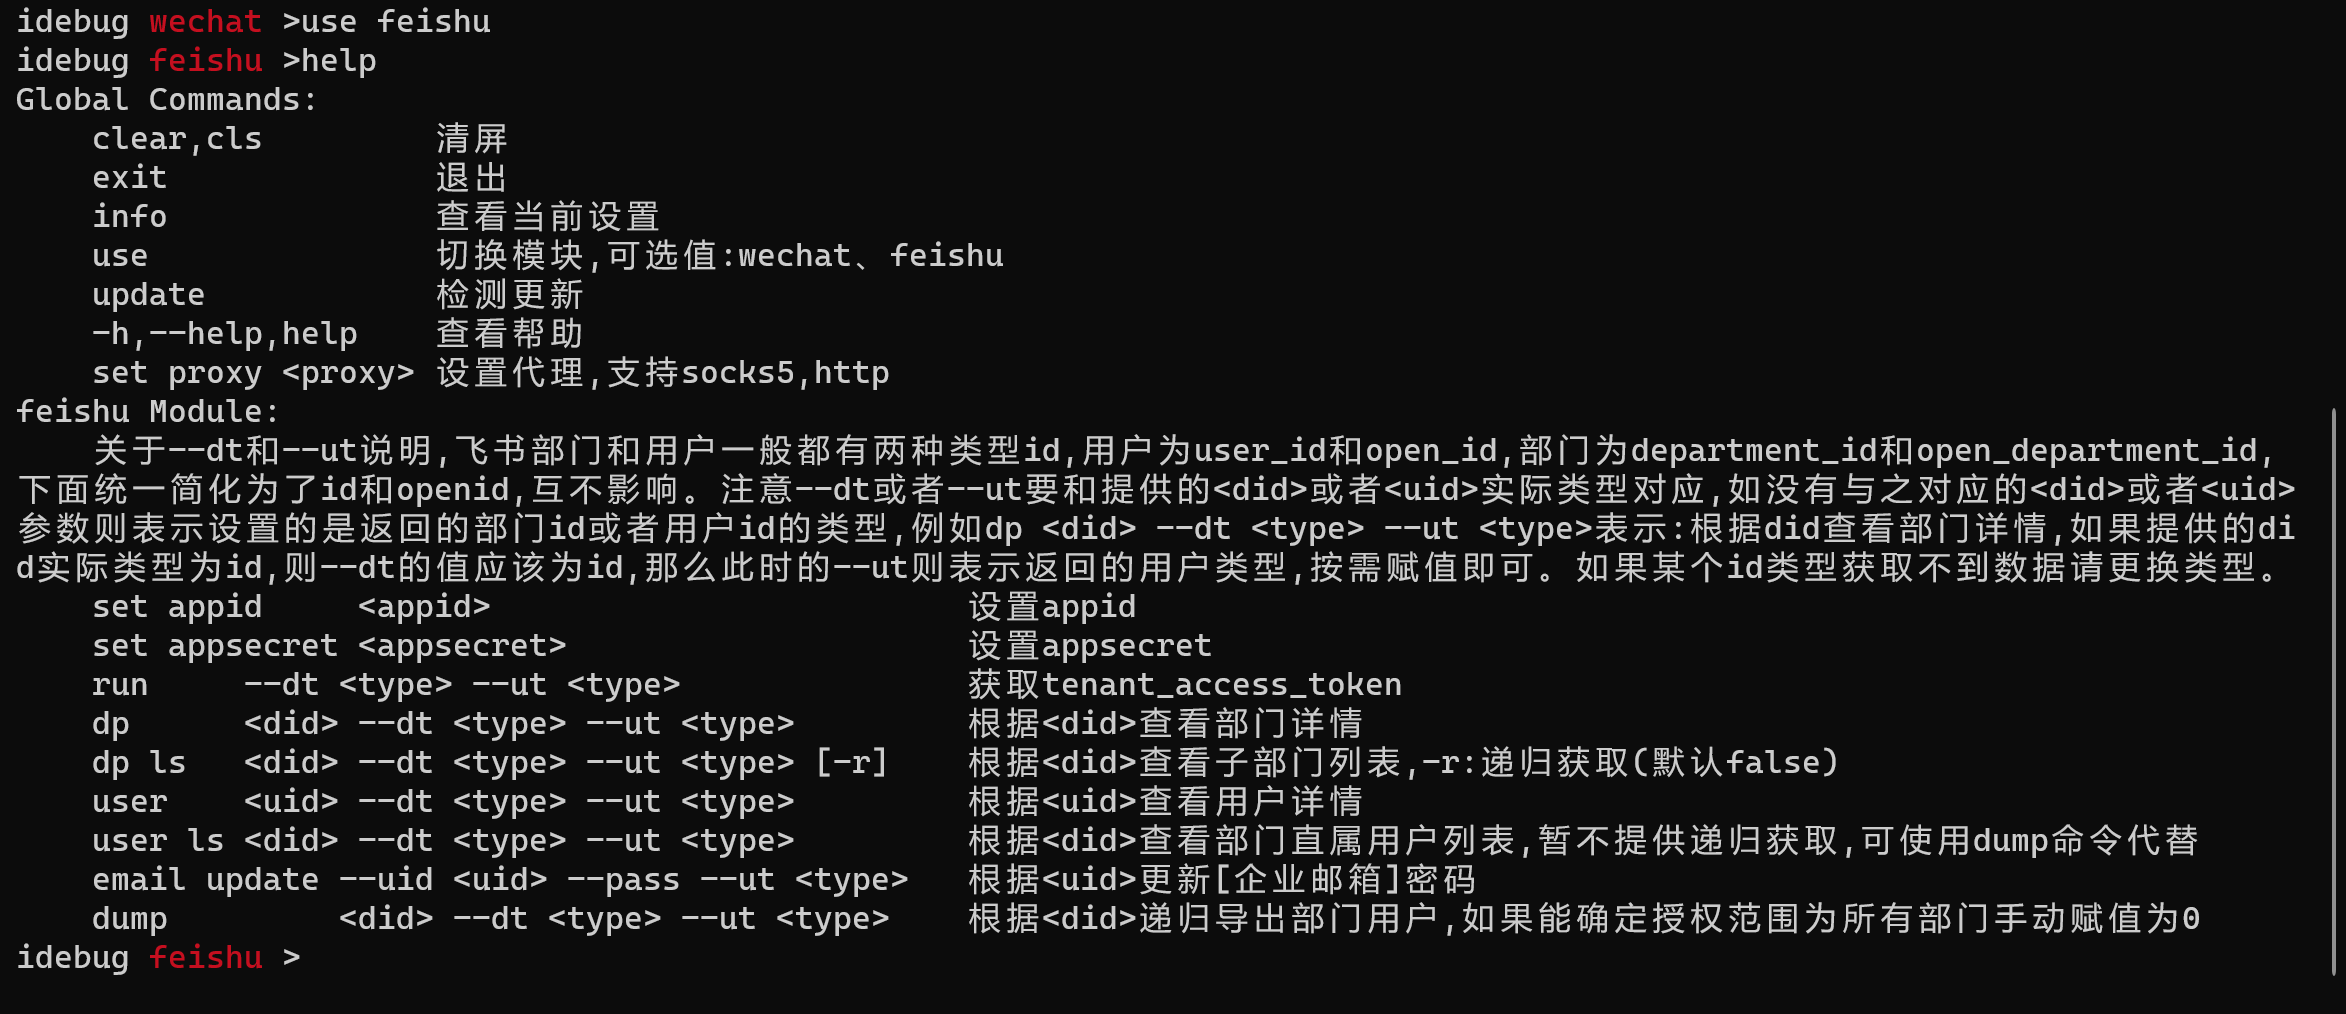 idebug wechat >use feishu
idebug feishu >help
Global Commands:
    clear,cls         清屏
    exit              退出
    info              查看当前设置
    use               切换模块,可选值:wechat、feishu
    update            检测更新
    -h,--help,help    查看帮助
    set proxy <proxy> 设置代理,支持socks5,http
feishu Module:
    关于--dt和--ut说明,飞书部门和用户一般都有两种类型id,用户为user_id和open_id,部门为department_id和open_department_id,
下面统一简化为了id和openid,互不影响。注意--dt或者--ut要和提供的<did>或者<uid>实际类型对应,如没有与之对应的<did>或者<uid>
参数则表示设置的是返回的部门id或者用户id的类型,例如dp <did> --dt <type> --ut <type>表示:根据did查看部门详情,如果提供的di
d实际类型为id,则--dt的值应该为id,那么此时的--ut则表示返回的用户类型,按需赋值即可。如果某个id类型获取不到数据请更换类型。
    set appid     <appid>                         设置appid
    set appsecret <appsecret>                     设置appsecret
    run     --dt <type> --ut <type>               获取tenant_access_token
    dp      <did> --dt <type> --ut <type>         根据<did>查看部门详情
    dp ls   <did> --dt <type> --ut <type> [-r]    根据<did>查看子部门列表,-r:递归获取(默认false)
    user    <uid> --dt <type> --ut <type>         根据<uid>查看用户详情
    user ls <did> --dt <type> --ut <type>         根据<did>查看部门直属用户列表,暂不提供递归获取,可使用dump命令代替
    email update --uid <uid> --pass --ut <type>   根据<uid>更新[企业邮箱]密码
    dump         <did> --dt <type> --ut <type>    根据<did>递归导出部门用户,如果能确定授权范围为所有部门手动赋值为0
idebug feishu >